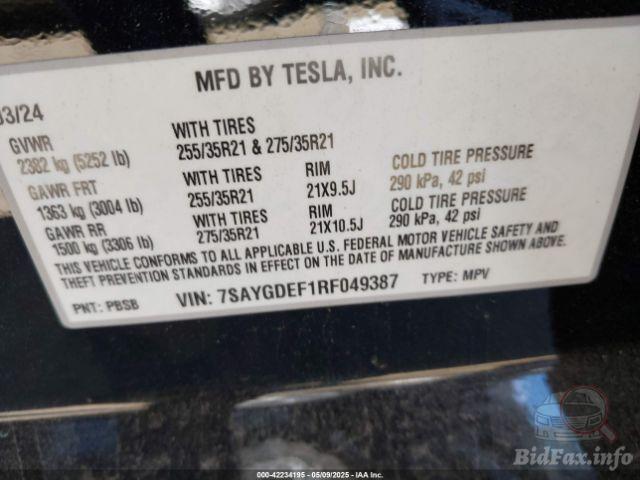 MFD BY TESLA, INC.
03/24
GVWR
2382 kg (5252 lb)
WITH TIRES
255/35R21 & 275/35R21
GAWR FRT
1363 kg (3004 lb)
WITH TIRES
255/35R21
RIM
21X9.5J
COLD TIRE PRESSURE
290 kPa, 42 psi
GAWR RR
1500 kg (3306 lb)
WITH TIRES
275/35R21
RIM
21X10.5J
COLD TIRE PRESSURE
290 kPa, 42 psi
THIS VEHICLE CONFORMS TO ALL APPLICABLE U.S. FEDERAL MOTOR VEHICLE SAFETY AND
THEFT PREVENTION STANDARDS IN EFFECT ON THE DATE OF MANUFACTURE SHOWN ABOVE.
PNT: PBSB
VIN: 7SAYGDEF1RF049387
TYPE: MPV
BidFax.info
000-42234195 - 05/09/2025 - IAA Inc.